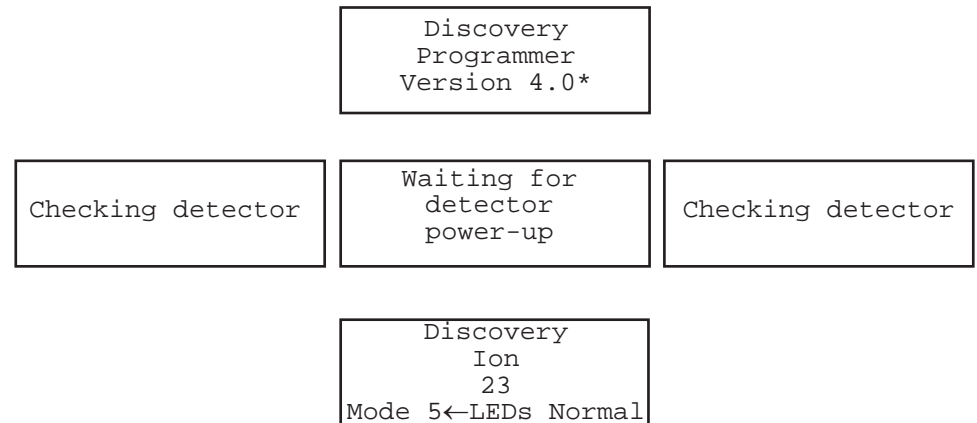 Discovery
Programmer
Version 4.0*
Checking detector
Waiting for
detector
power-up
Checking detector
Discovery
Ion
23
Mode 5←LEDs Normal